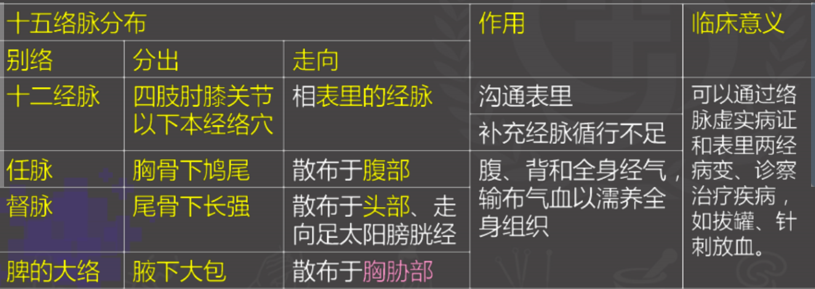 十五络脉分布
作用
临床意义
别络
分出
走向
十二经脉
四肢肘膝关节
以下本经络穴
相表里的经脉
沟通表里
补充经脉循行不足
任脉
胸骨下鸠尾
散布于腹部
督脉
尾骨下长强
散布于头部、走
向足太阳膀胱经
脾的大络
腋下大包
散布于胸胁部
腹、背和全身经气，
输布气血以濡养全
身组织
可以通过络
脉虚实病证
和表里两经
病变、诊察
治疗疾病，
如拔罐、针
刺放血。